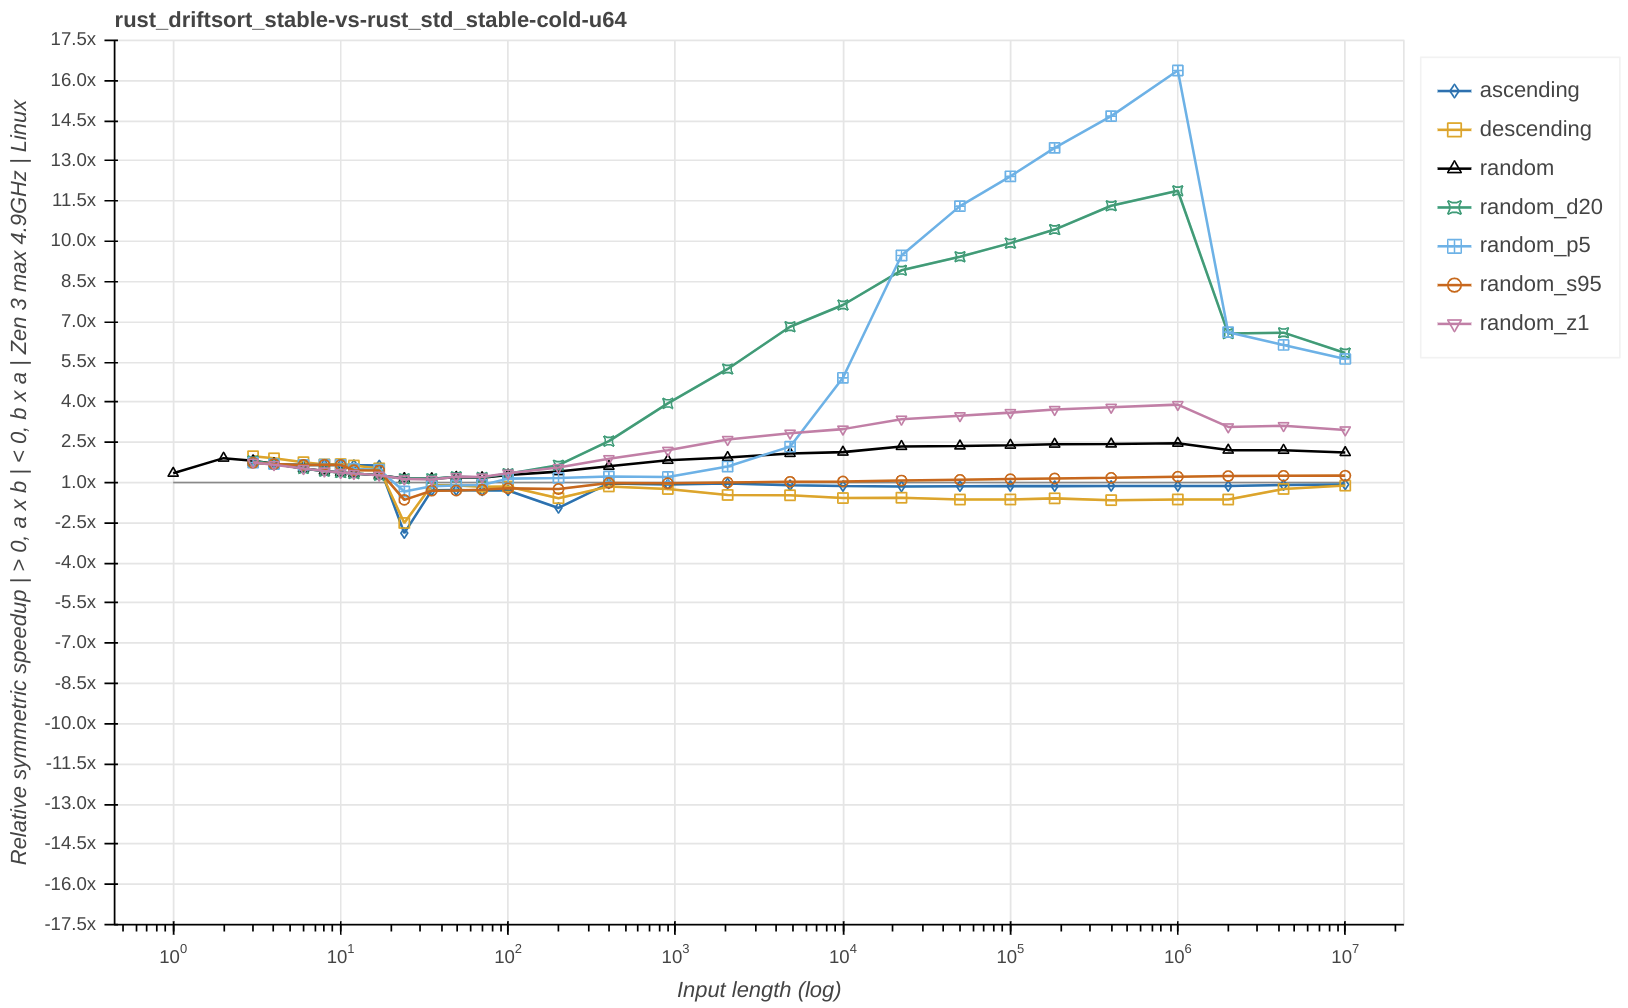 rust_driftsort_stable-vs-rust_std_stable-cold-u64
Relative symmetric speedup | > 0, a x b | < 0, b x a | Zen 3 max 4.9GHz | Linux
17.5x
16.0x
14.5x
13.0x
11.5x
10.0x
8.5x
7.0x
5.5x
4.0x
2.5x
1.0x
-2.5x
-4.0x
-5.5x
-7.0x
-8.5x
-10.0x
-11.5x
-13.0x
-14.5x
-16.0x
-17.5x
10⁰ 10¹ 10² 10³ 10⁴ 10⁵ 10⁶ 10⁷
Input length (log)
ascending
descending
random
random_d20
random_p5
random_s95
random_z1